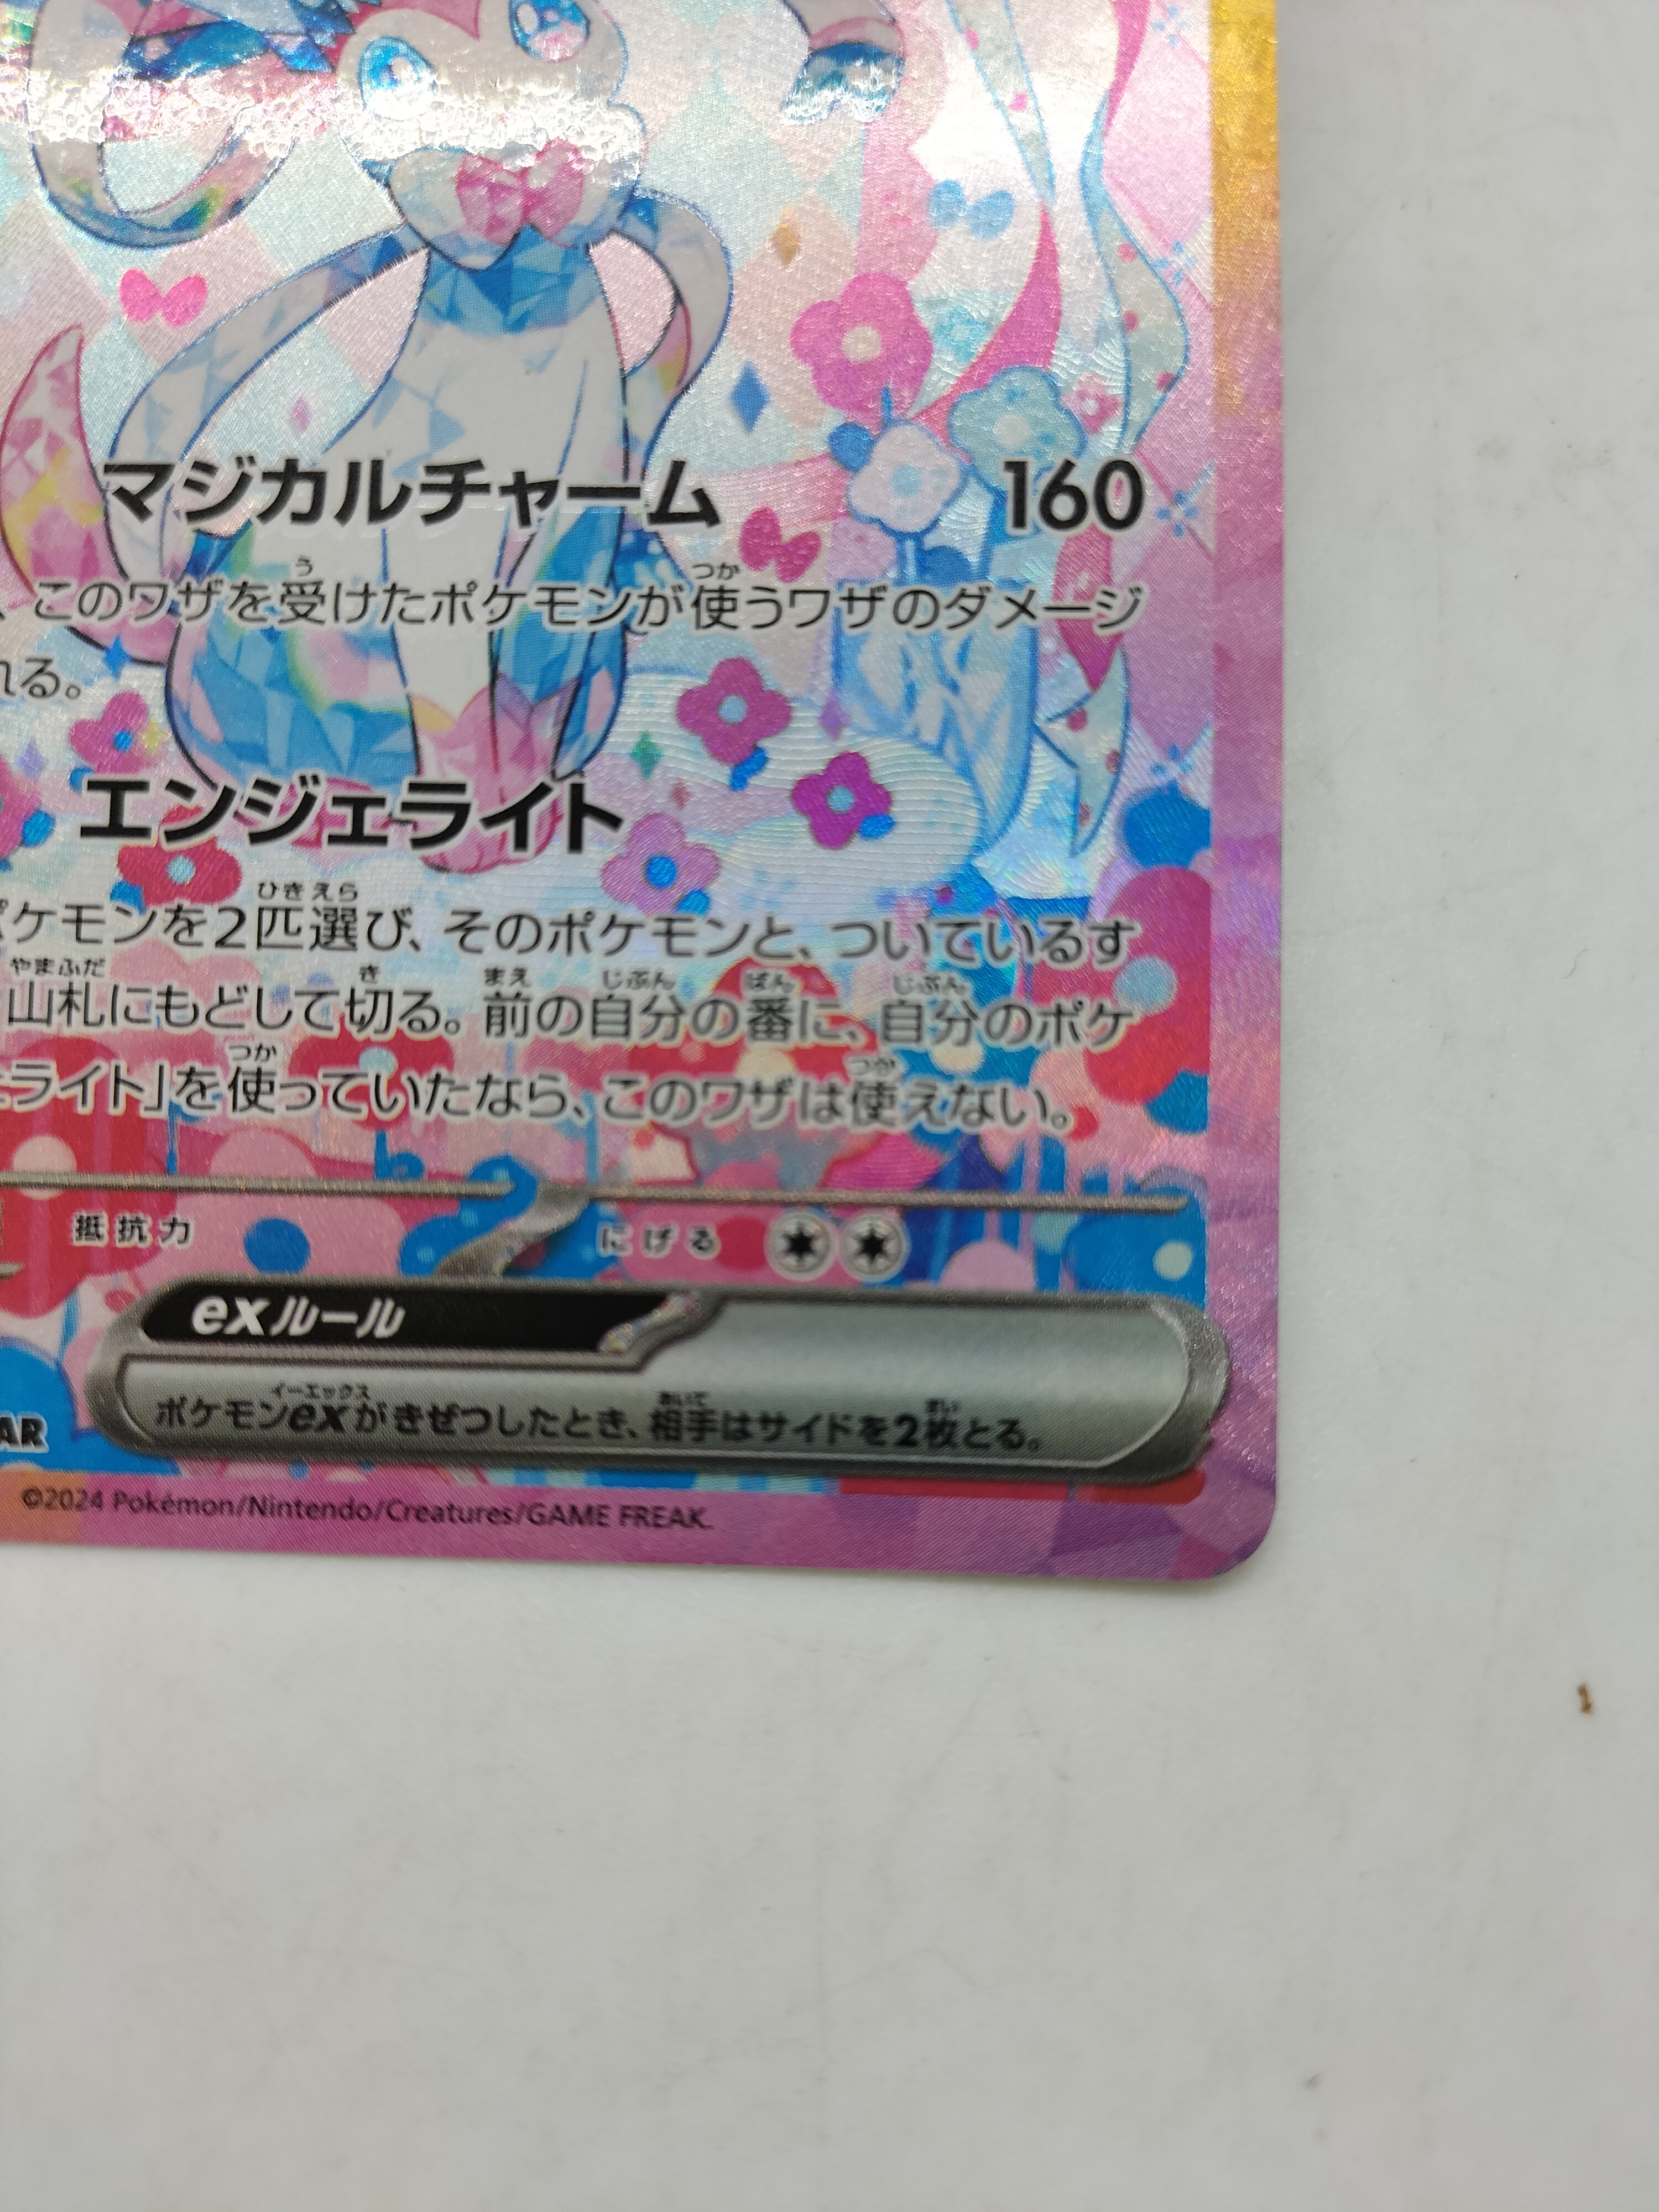 マジカルチャーム 160
、このワザを受けたポケモンが使うワザのダメージ
れる。
エンジェライト
ポケモンを2匹選び、そのポケモンと、ついているす
山札にもどして切る。前の自分の番に、自分のポケ
ェライト」を使っていたなら、このワザは使えない。
抵抗力 にげる
exルール
ポケモンexがきぜつしたとき、相手はサイドを2枚とる。
AR
©2024 Pokémon/Nintendo/Creatures/GAME FREAK.